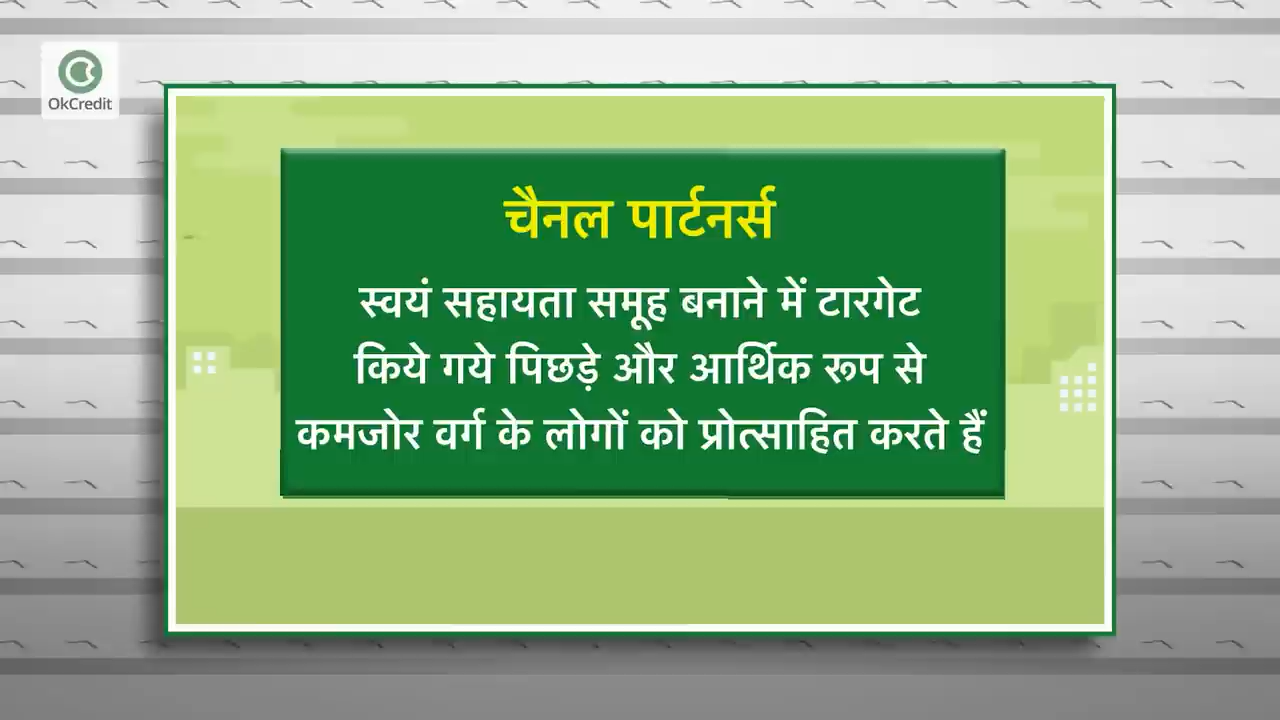 OkCredit
चैनल पार्टनर्स
स्वयं सहायता समूह बनाने में टारगेट
किये गये पिछड़े और आर्थिक रूप से
कमजोर वर्ग के लोगों को प्रोत्साहित करते हैं